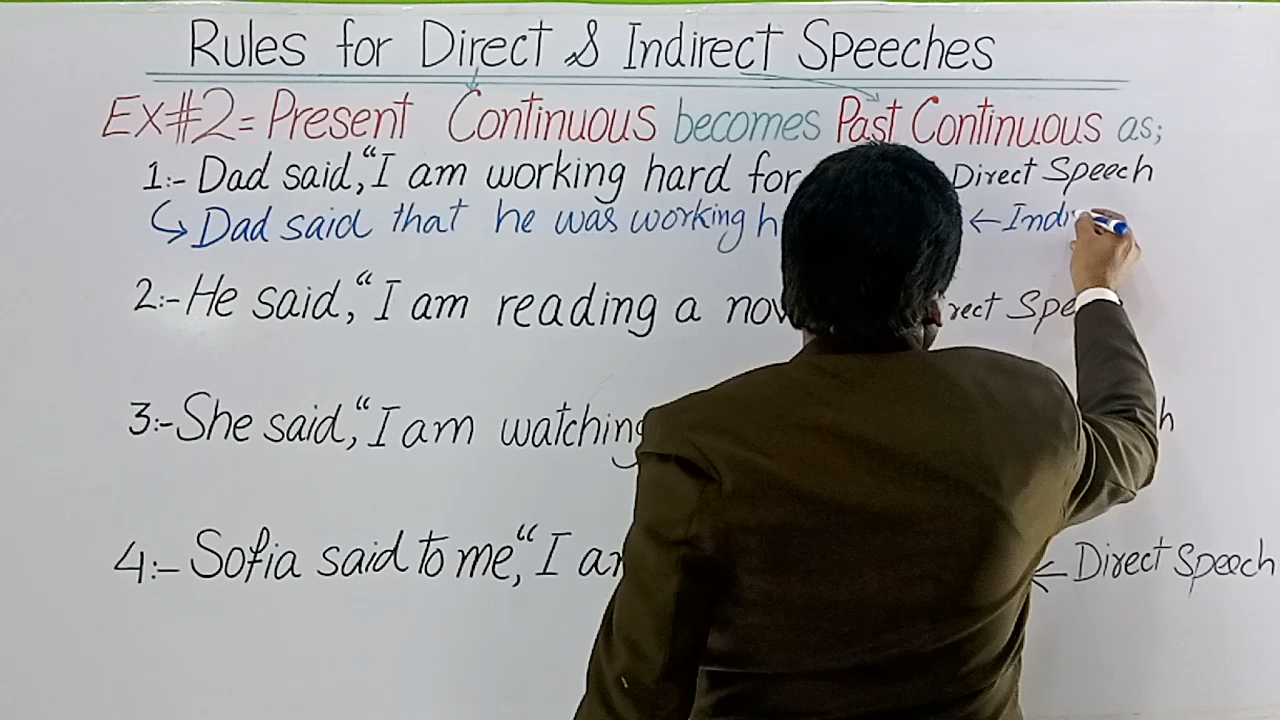 Rules for Direct & Indirect Speeches
Ex#2= Present Continuous becomes Past Continuous as;
1:- Dad said, "I am working hard for Direct Speech
↳ Dad said that he was working ←
2:- He said, "I am reading a
3:- She said, "I am watching
4:- Sofia said to me, "I ← Direct Speech